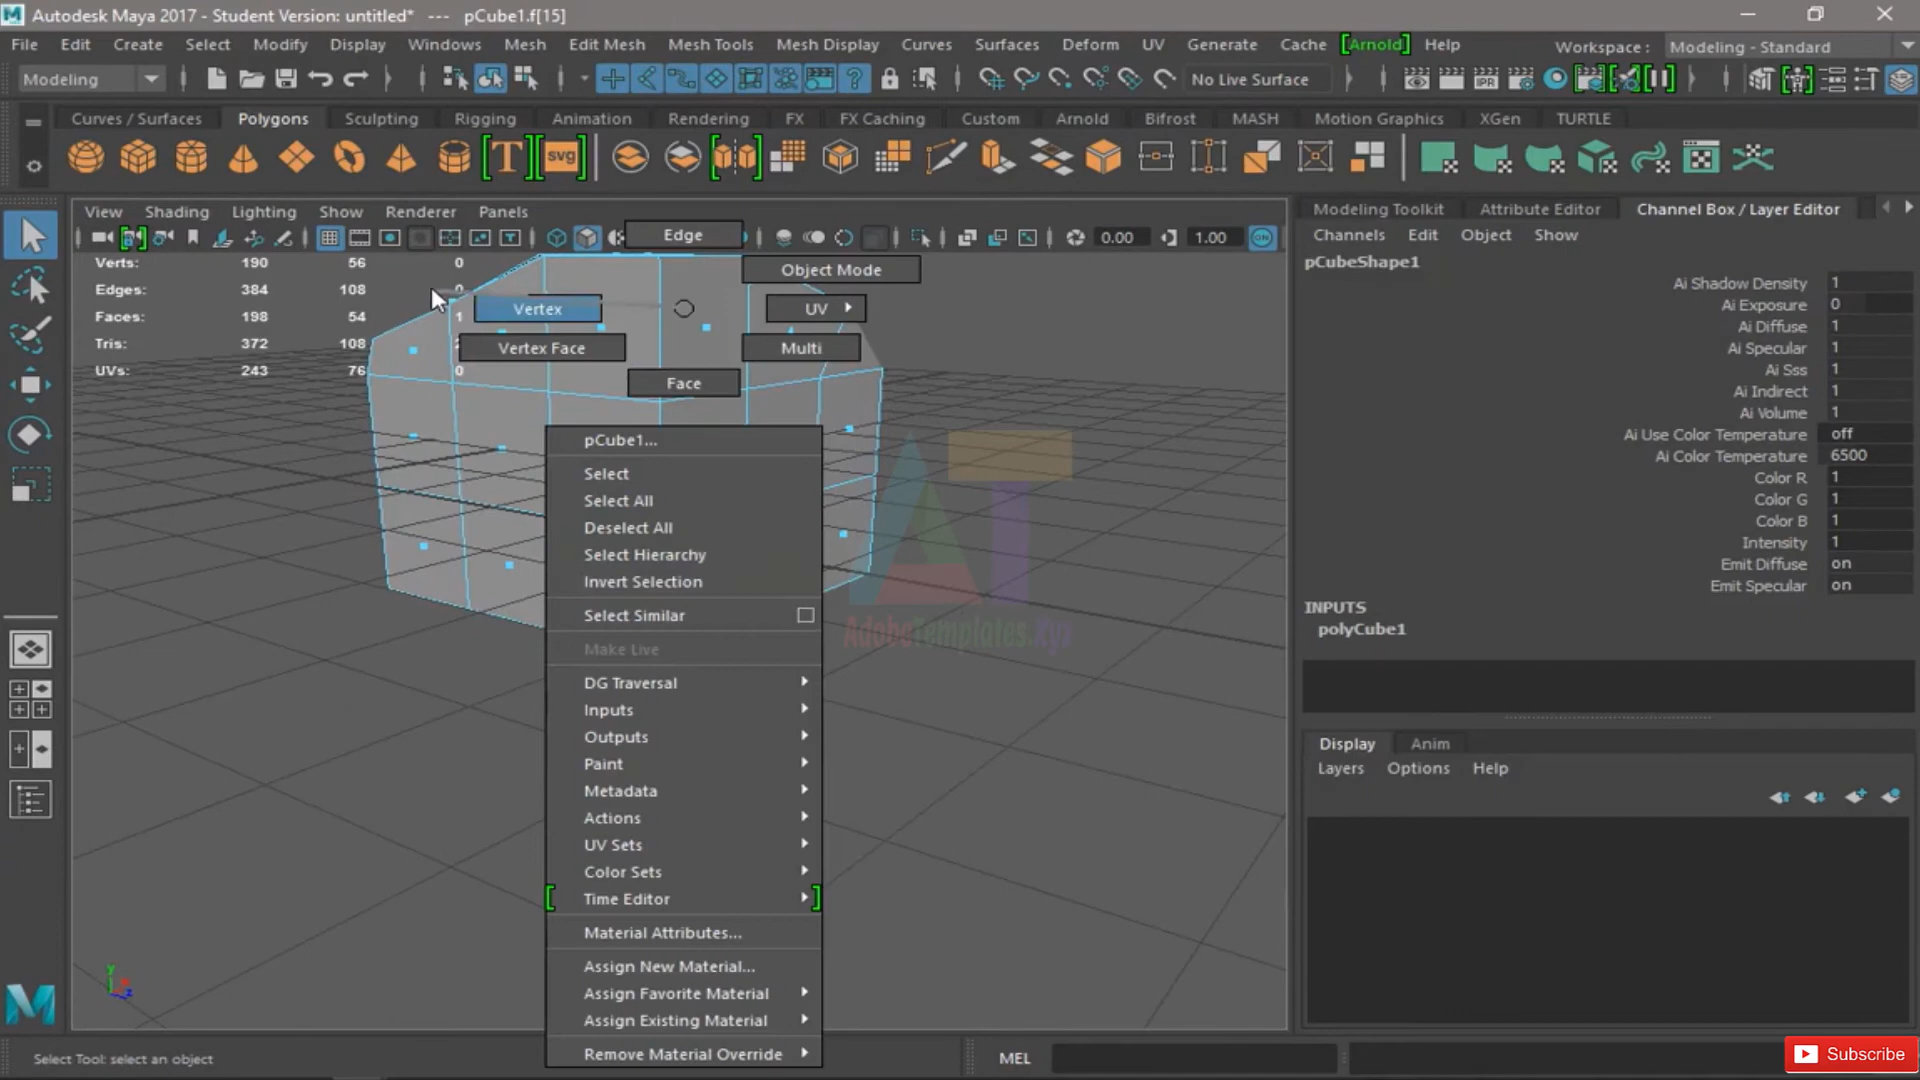 Autodesk Maya 2017 - Student Version: untitled* --- pCube1.f[15]
File Edit Create Select Modify Display Windows Mesh Edit Mesh Mesh Tools Mesh Display Curves Surfaces Deform UV Generate Cache [Arnold] Help Workspace : Modeling - Standard
Modeling No Live Surface IPR
Curves / Surfaces Polygons Sculpting Rigging Animation Rendering FX FX Caching Custom Arnold Bifrost MASH Motion Graphics XGen TURTLE
T svg
View Shading Lighting Show Renderer Panels
0.00 1.00 ON
Modeling Toolkit Attribute Editor Channel Box / Layer Editor
Channels Edit Object Show
pCubeShape1
Ai Shadow Density 1
Ai Exposure 0
Ai Diffuse 1
Ai Specular 1
Ai Sss 1
Ai Indirect 1
Ai Volume 1
Ai Use Color Temperature off
Ai Color Temperature 6500
Color R 1
Color G 1
Color B 1
Intensity 1
Emit Diffuse on
Emit Specular on
INPUTS
polyCube1
Verts: 190 56 0
Edges: 384 108 0
Faces: 198 54 1
Tris: 372 108 2
UVs: 243 76 0
Edge
Object Mode
Vertex
UV
Vertex Face
Multi
Face
pCube1...
Select
Select All
Deselect All
Select Hierarchy
Invert Selection
Select Similar
Make Live
DG Traversal
Inputs
Outputs
Paint
Metadata
Actions
UV Sets
Color Sets
[ Time Editor ]
Material Attributes...
Assign New Material...
Assign Favorite Material
Assign Existing Material
Remove Material Override
AdobeTemplates.Xyz
Display Anim
Layers Options Help
y
z
Select Tool: select an object
MEL
Subscribe